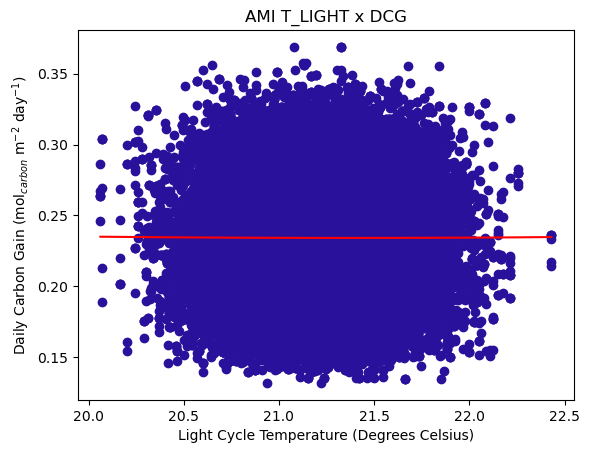 AMI T_LIGHT x DCG
Daily Carbon Gain (mol$_{carbon}$ m$^{-2}$ day$^{-1}$)
0.35
0.30
0.25
0.20
0.15
20.0 20.5 21.0 21.5 22.0 22.5
Light Cycle Temperature (Degrees Celsius)